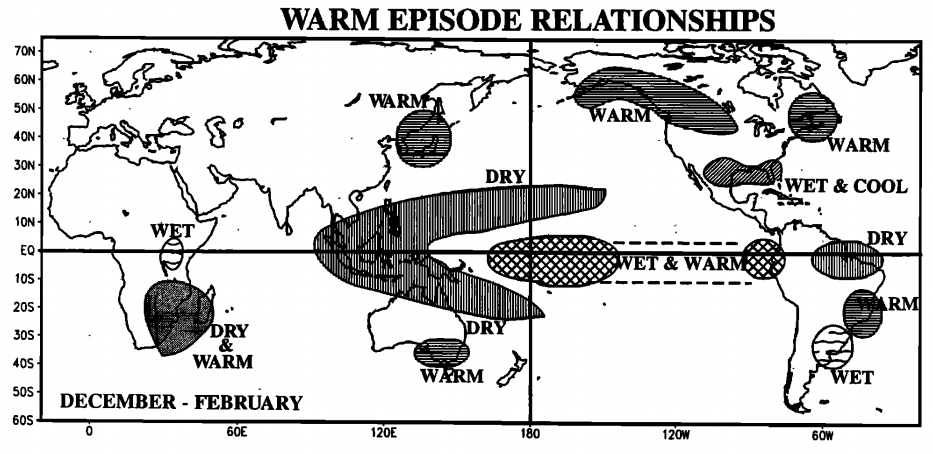 WARM EPISODE RELATIONSHIPS
70N
60N
50N
40N
30N
20N
10N
EQ
10S
20S
30S
40S
50S
60S
WARM
WARM
WARM
WET & COOL
DRY
WET
DRY
WET & WARM
WARM
DRY
&
WARM
DRY
WARM
WET
DECEMBER - FEBRUARY
0
60E
120E
180
120W
60W